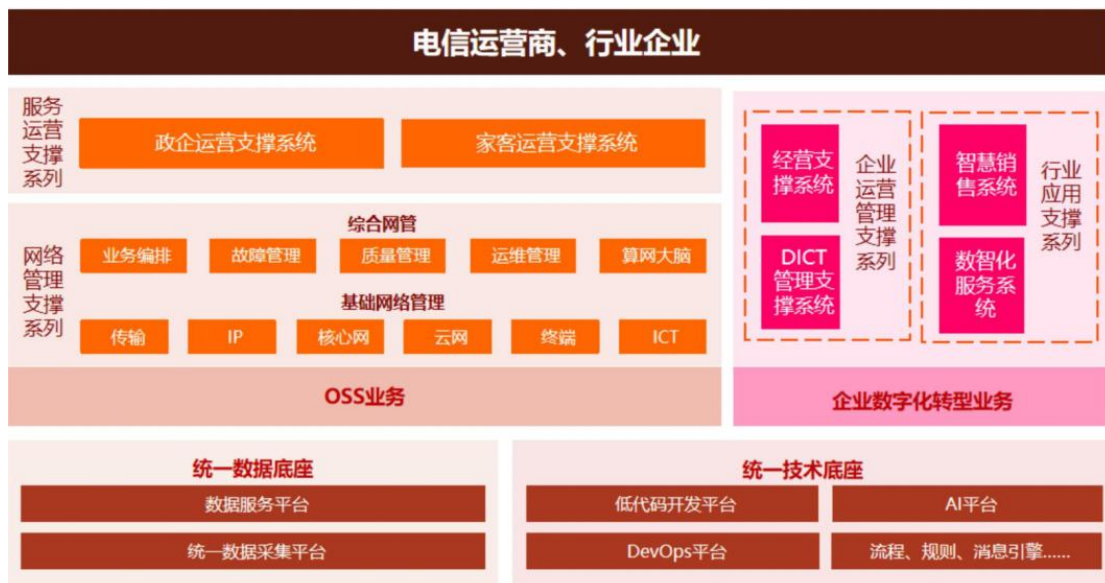 电信运营商、行业企业
服务
运营
支撑
系列
政企运营支撑系统
家客运营支撑系统
网络
管理
支撑
系列
综合网管
业务编排
故障管理
质量管理
运维管理
算网大脑
基础网络管理
传输
IP
核心网
云网
终端
ICT
OSS业务
经营支
撑系统
DICT
管理支
撑系统
企业
运营
管理
支撑
系列
智慧销
售系统
数智化
服务系
统
行业
应用
支撑
系列
企业数字化转型业务
统一数据底座
数据服务平台
统一数据采集平台
统一技术底座
低代码开发平台
AI平台
DevOps平台
流程、规则、消息引擎......